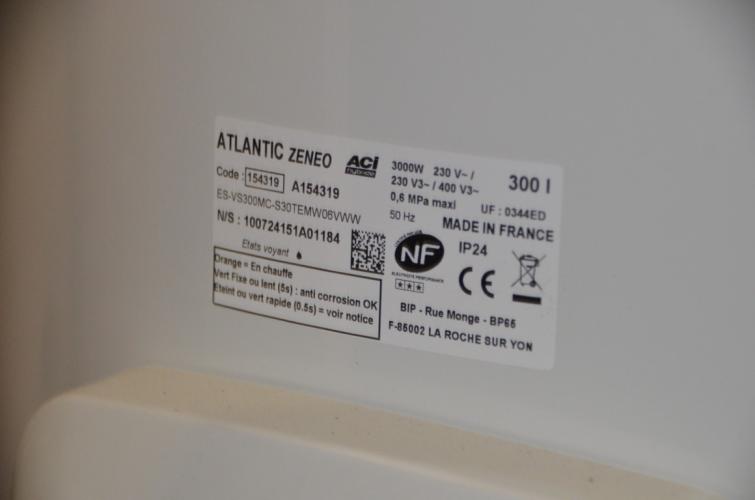 ATLANTIC ZENEO ACI
hybride
Code : 154319 A154319
ES-VS300MC-S30TEMW06VWW
N/S : 100724151A01184
Etats voyant
Orange = En chauffe
Vert Fixe ou lent (5s) : anti corrosion OK
Eteint ou vert rapide (0.5s) = voir notice
3000W 230 V~ / 300 l
230 V3~ / 400 V3~
0,6 MPa maxi UF : 0344ED
50 Hz MADE IN FRANCE
NF IP24
ELECTRICITE PERFORMANCE
CE
BIP - Rue Monge - BP65
F-85002 LA ROCHE SUR YON